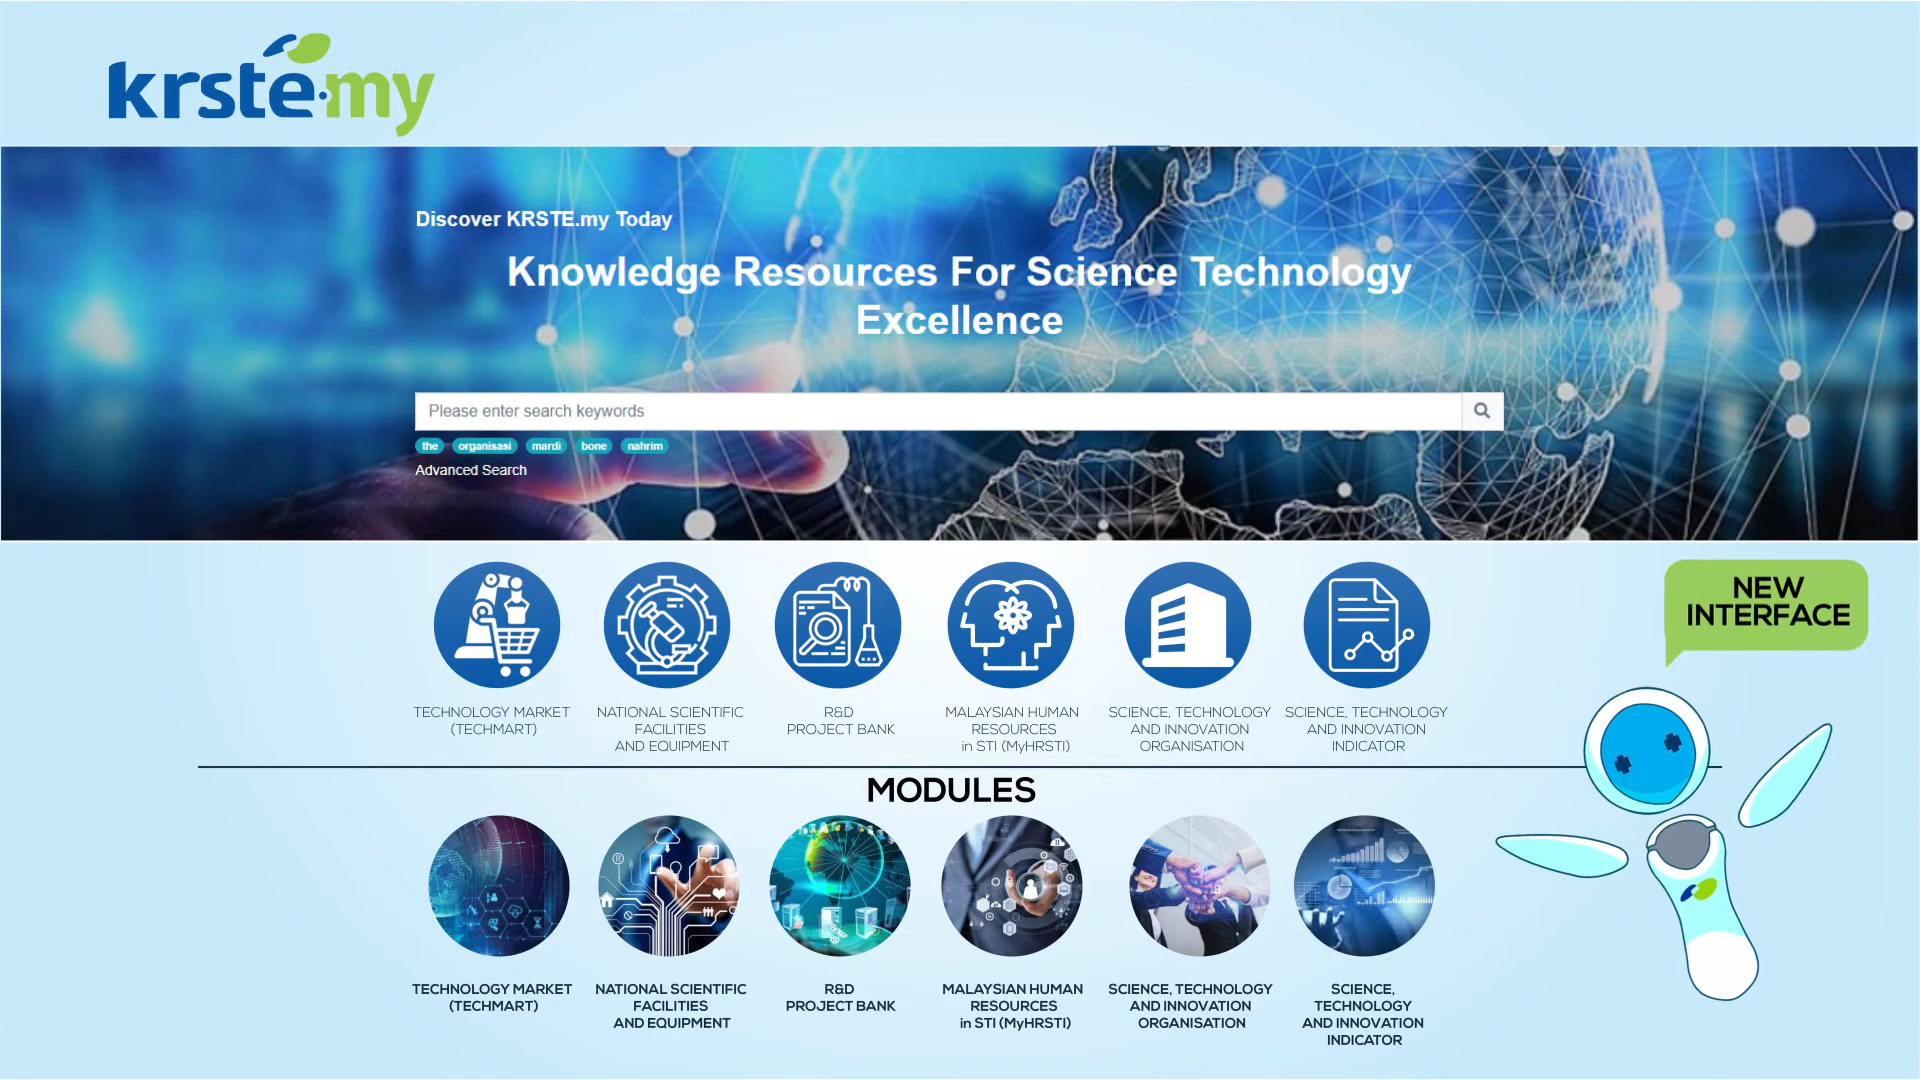 krste.my
Discover KRSTE.my Today
Knowledge Resources For Science Technology
Excellence
Please enter search keywords
the organisasi mardi bone nahrim
Advanced Search
NEW
INTERFACE
TECHNOLOGY MARKET
(TECHMART)
NATIONAL SCIENTIFIC
FACILITIES
AND EQUIPMENT
R&D
PROJECT BANK
MALAYSIAN HUMAN
RESOURCES
in STI (MyHRSTI)
SCIENCE, TECHNOLOGY
AND INNOVATION
ORGANISATION
SCIENCE, TECHNOLOGY
AND INNOVATION
INDICATOR
MODULES
TECHNOLOGY MARKET
(TECHMART)
NATIONAL SCIENTIFIC
FACILITIES
AND EQUIPMENT
R&D
PROJECT BANK
MALAYSIAN HUMAN
RESOURCES
in STI (MyHRSTI)
SCIENCE, TECHNOLOGY
AND INNOVATION
ORGANISATION
SCIENCE,
TECHNOLOGY
AND INNOVATION
INDICATOR